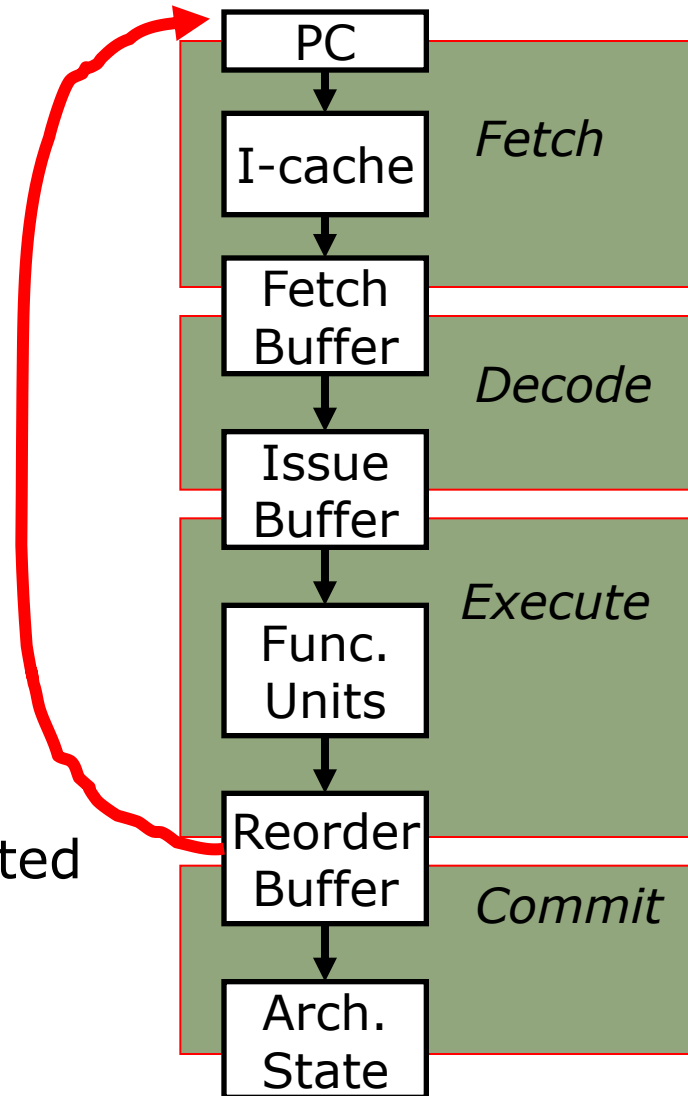 PC
Fetch
I-cache
Fetch
Buffer
Decode
Issue
Buffer
Execute
Func.
Units
Reorder
Buffer
ted
Commit
Arch.
State